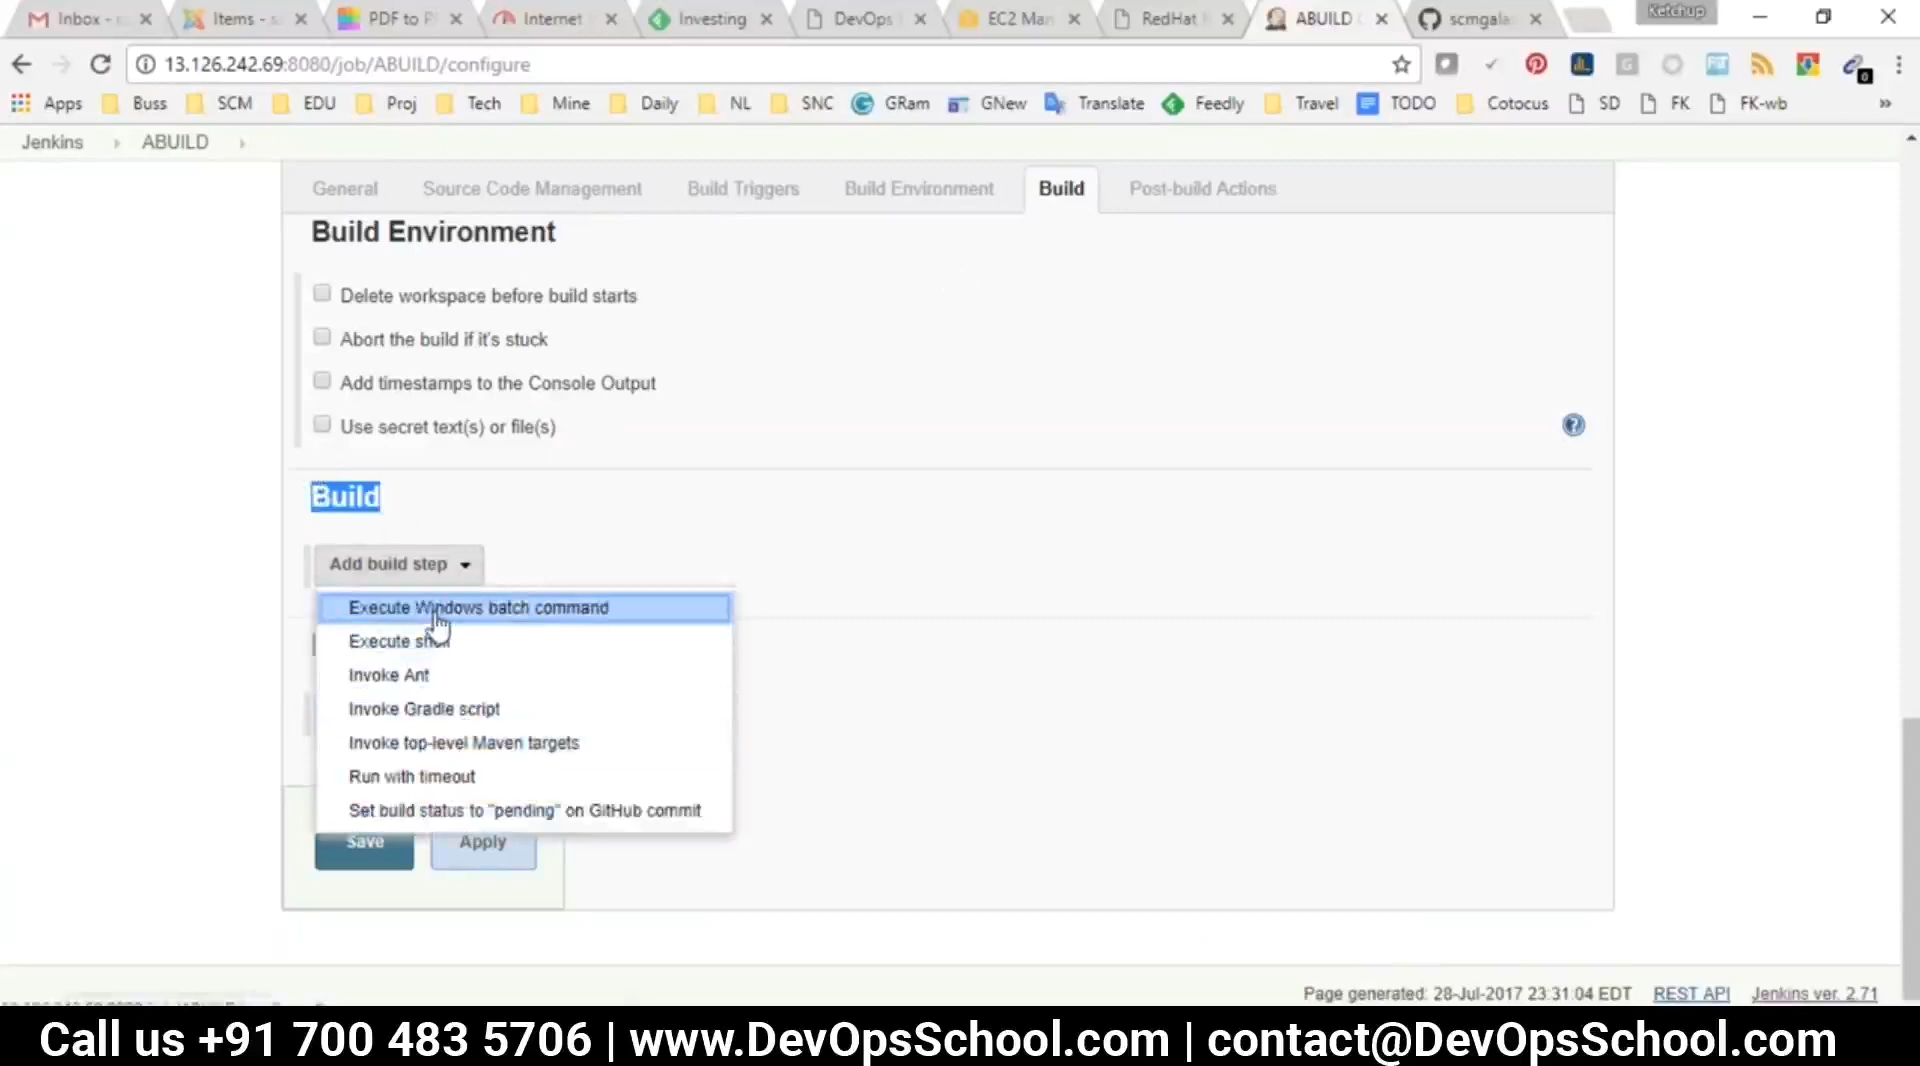 Inbox -
Items -
PDF to
Internet
Investing
DevOps
EC2 Man
RedHat
ABUILD
scmgala
Ketchup
13.126.242.69:8080/job/ABUILD/configure
0
Apps
Buss
SCM
EDU
Proj
Tech
Mine
Daily
NL
SNC
GRam
GNew
Translate
Feedly
Travel
TODO
Cotocus
SD
FK
FK-wb
»
Jenkins
ABUILD
General
Source Code Management
Build Triggers
Build Environment
Build
Post-build Actions
Build Environment
Delete workspace before build starts
Abort the build if it's stuck
Add timestamps to the Console Output
Use secret text(s) or file(s)
Build
Add build step
Execute Windows batch command
Execute shell
Invoke Ant
Invoke Gradle script
Invoke top-level Maven targets
Run with timeout
Set build status to "pending" on GitHub commit
Save
Apply
Page generated: 28-Jul-2017 23:31:04 EDT
REST API
Jenkins ver. 2.71
Call us +91 700 483 5706 | www.DevOpsSchool.com | contact@DevOpsSchool.com